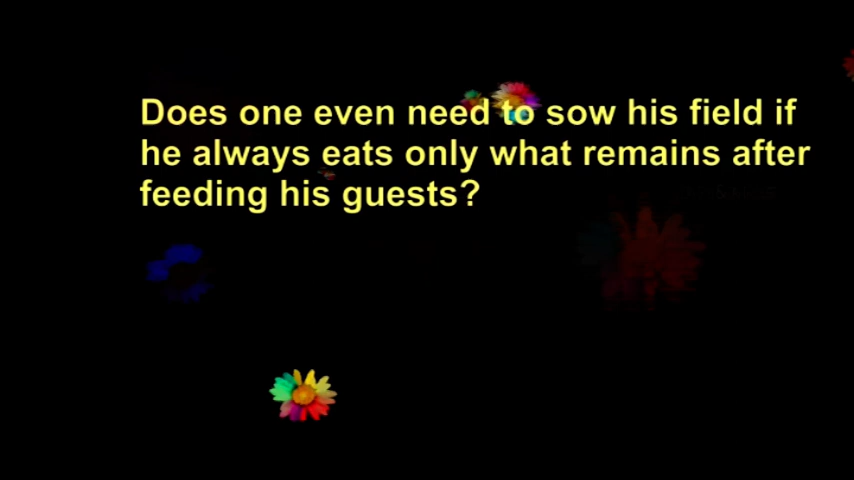 Does one even need to sow his field if
he always eats only what remains after
feeding his guests?